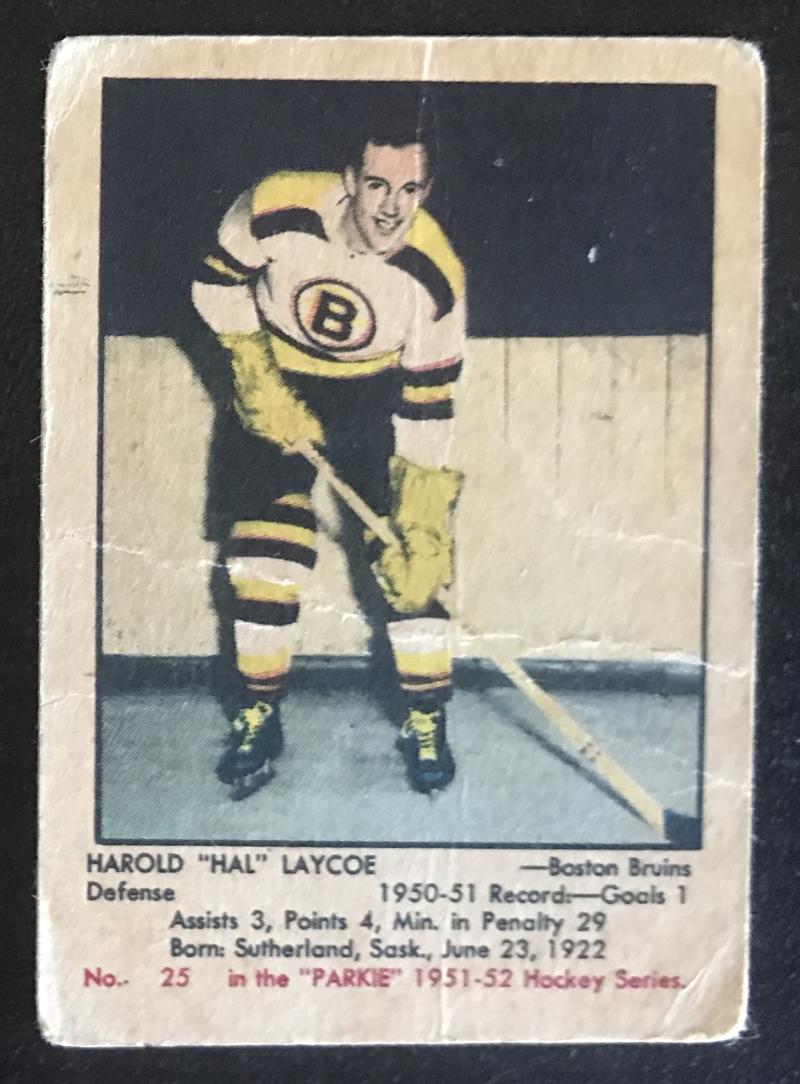 B
HAROLD "HAL" LAYCOE —Boston Bruins
Defense 1950-51 Record:—Goals 1
Assists 3, Points 4, Min. in Penalty 29
Born: Sutherland, Sask., June 23, 1922
No.- 25 in the "PARKIE" 1951-52 Hockey Series.